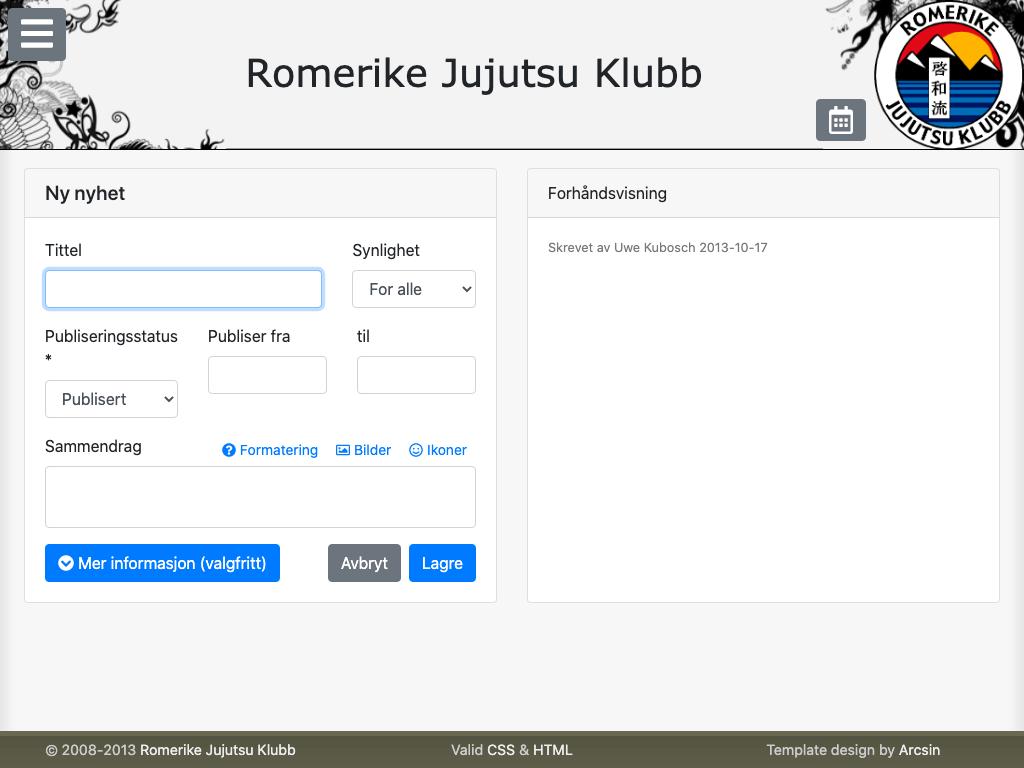 Romerike Jujutsu Klubb
ROMERIKE
啓和流
JUJUTSU KLUBB
Ny nyhet
Tittel
Synlighet
For alle
Publiseringsstatus
*
Publiser fra
til
Publisert
Sammendrag
Formatering
Bilder
Ikoner
Mer informasjon (valgfritt)
Avbryt
Lagre
Forhåndsvisning
Skrevet av Uwe Kubosch 2013-10-17
© 2008-2013 Romerike Jujutsu Klubb
Valid CSS & HTML
Template design by Arcsin